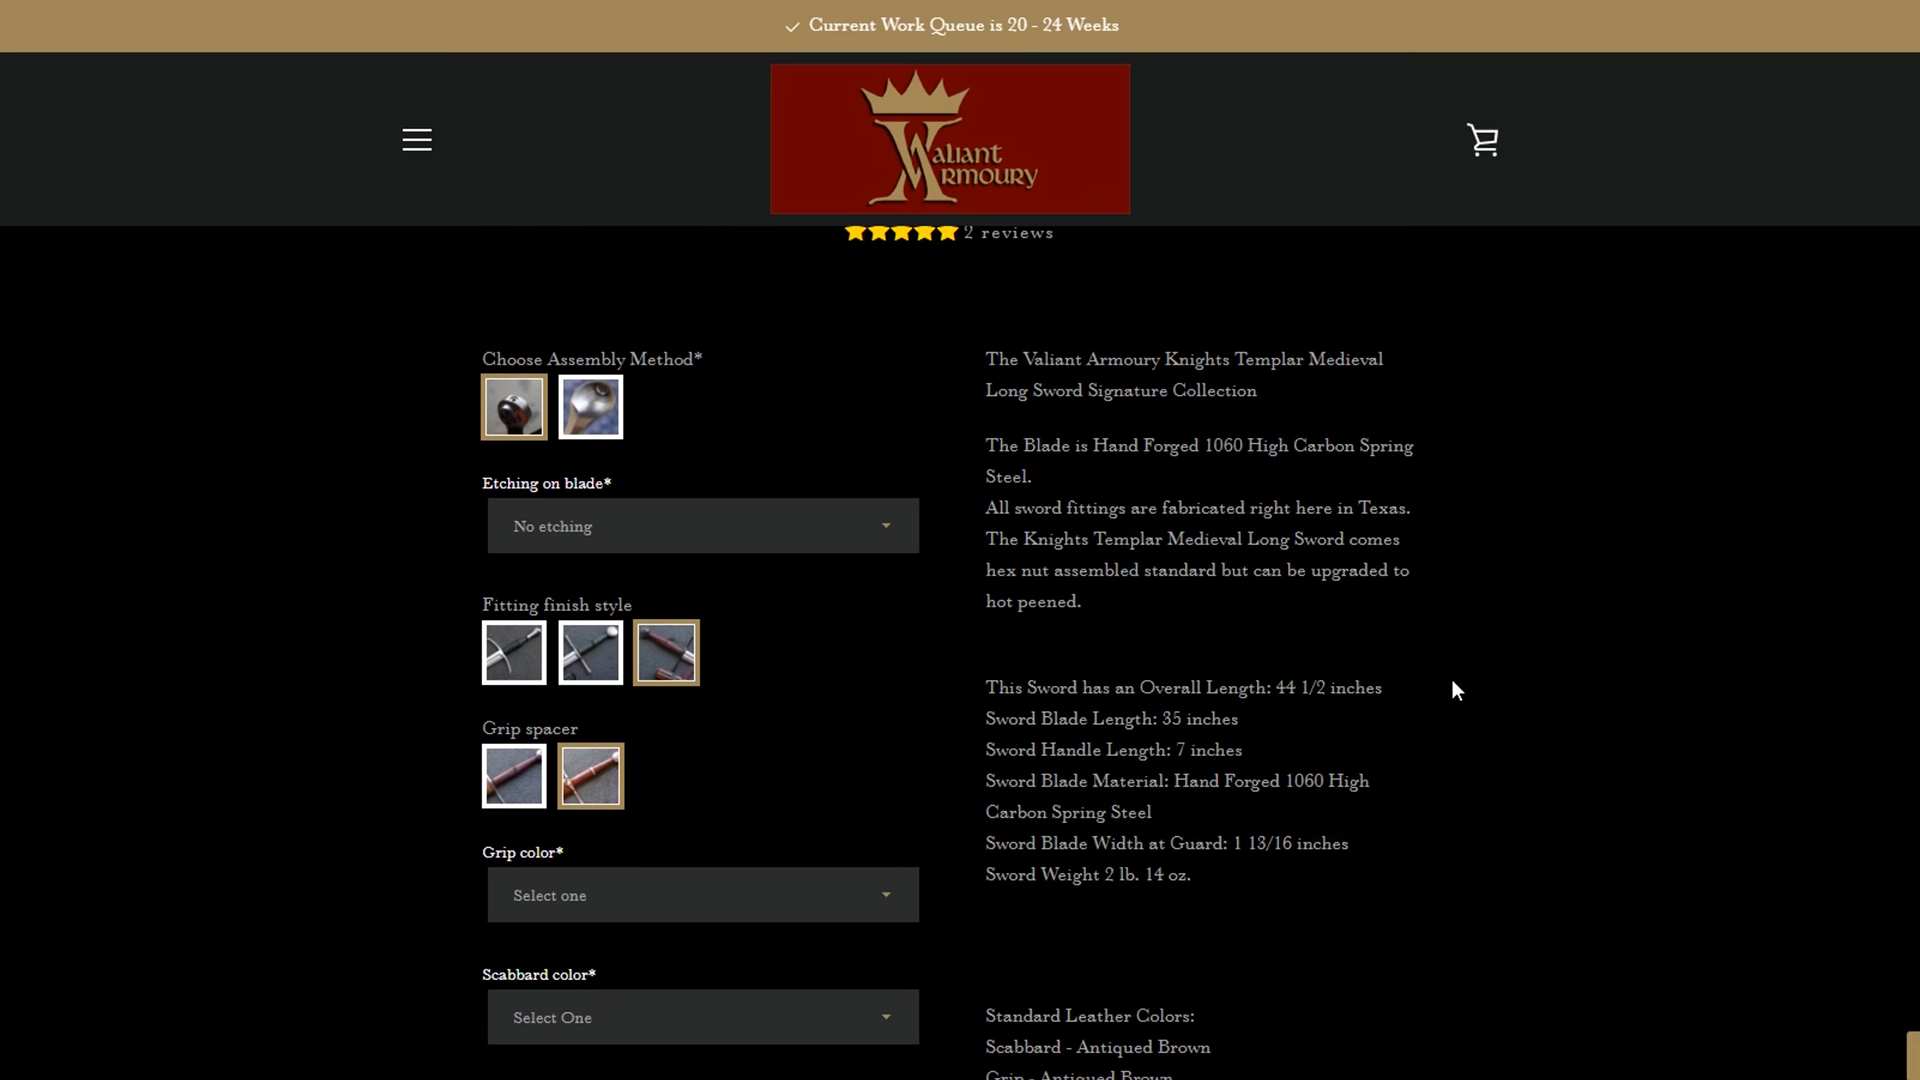 Current Work Queue is 20 - 24 Weeks
Valiant
Armoury
2 reviews
Choose Assembly Method*
Etching on blade*
No etching
Fitting finish style
Grip spacer
Grip color*
Select one
Scabbard color*
Select One
The Valiant Armoury Knights Templar Medieval
Long Sword Signature Collection
The Blade is Hand Forged 1060 High Carbon Spring
Steel.
All sword fittings are fabricated right here in Texas.
The Knights Templar Medieval Long Sword comes
hex nut assembled standard but can be upgraded to
hot peened.
This Sword has an Overall Length: 44 1/2 inches
Sword Blade Length: 35 inches
Sword Handle Length: 7 inches
Sword Blade Material: Hand Forged 1060 High
Carbon Spring Steel
Sword Blade Width at Guard: 1 13/16 inches
Sword Weight 2 lb. 14 oz.
Standard Leather Colors:
Scabbard - Antiqued Brown
Grip - Antiqued Brown